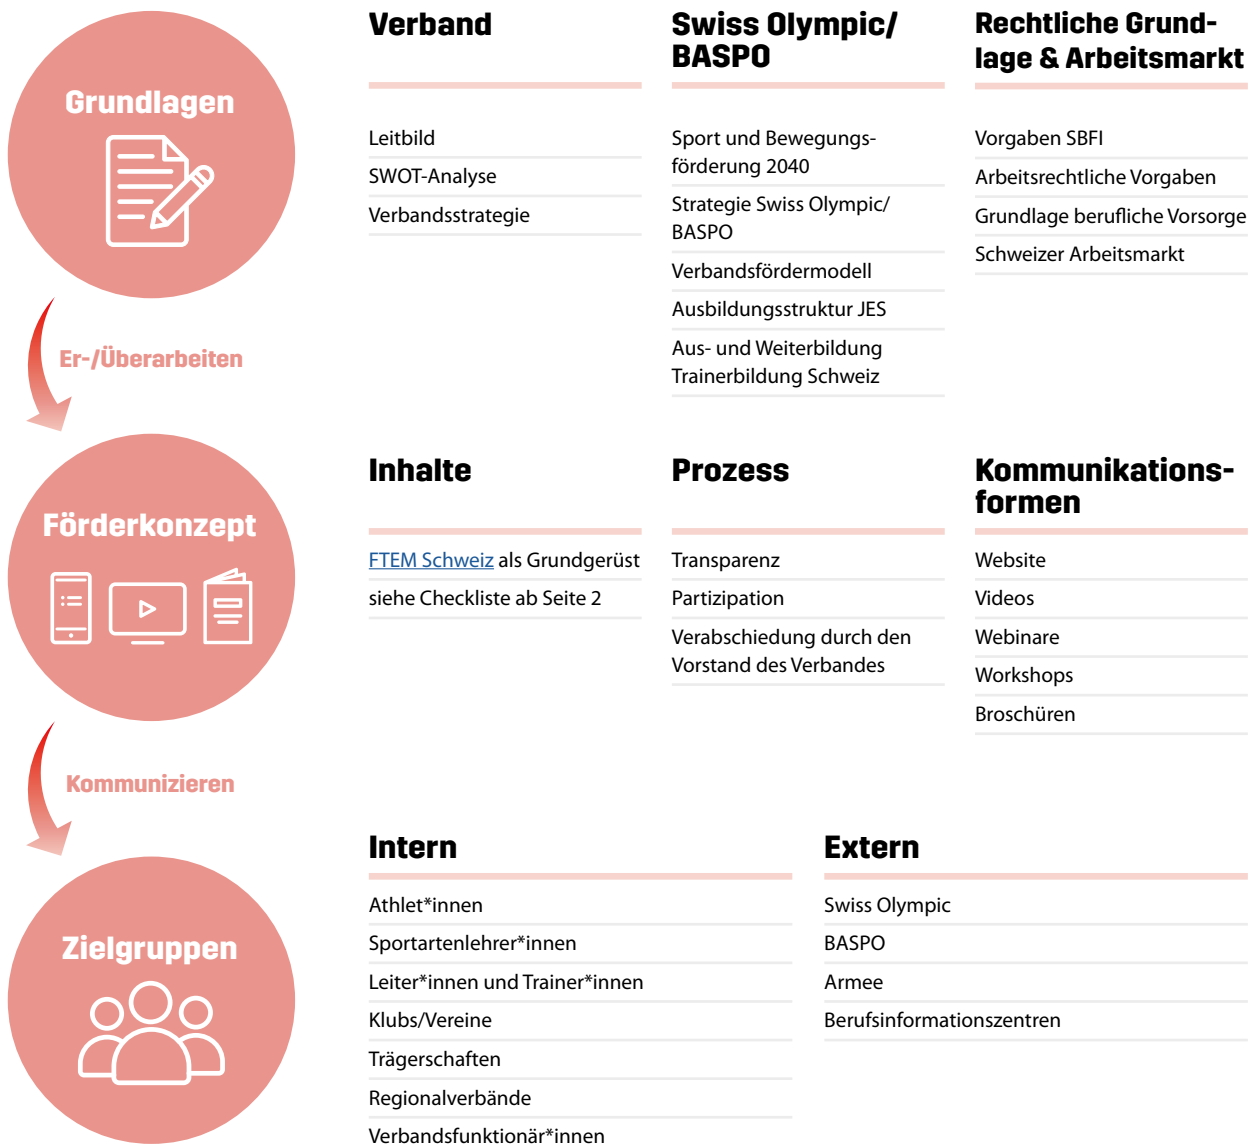 Grundlagen
Verband
Leitbild
SWOT-Analyse
Verbandsstrategie
Swiss Olympic/
BASPO
Sport und Bewegungs-
förderung 2040
Strategie Swiss Olympic/
BASPO
Verbandsfördermodell
Ausbildungsstruktur JES
Aus- und Weiterbildung
Trainerbildung Schweiz
Rechtliche Grund-
lage & Arbeitsmarkt
Vorgaben SBFI
Arbeitsrechtliche Vorgaben
Grundlage berufliche Vorsorge
Schweizer Arbeitsmarkt
Er-/Überarbeiten
Förderkonzept
Inhalte
FTEM Schweiz als Grundgerüst
siehe Checkliste ab Seite 2
Prozess
Transparenz
Partizipation
Verabschiedung durch den
Vorstand des Verbandes
Kommunikations-
formen
Website
Videos
Webinare
Workshops
Broschüren
Kommunizieren
Zielgruppen
Intern
Athlet*innen
Sportartenlehrer*innen
Leiter*innen und Trainer*innen
Klubs/Vereine
Trägerschaften
Regionalverbände
Verbandsfunktionär*innen
Extern
Swiss Olympic
BASPO
Armee
Berufsinformationszentren